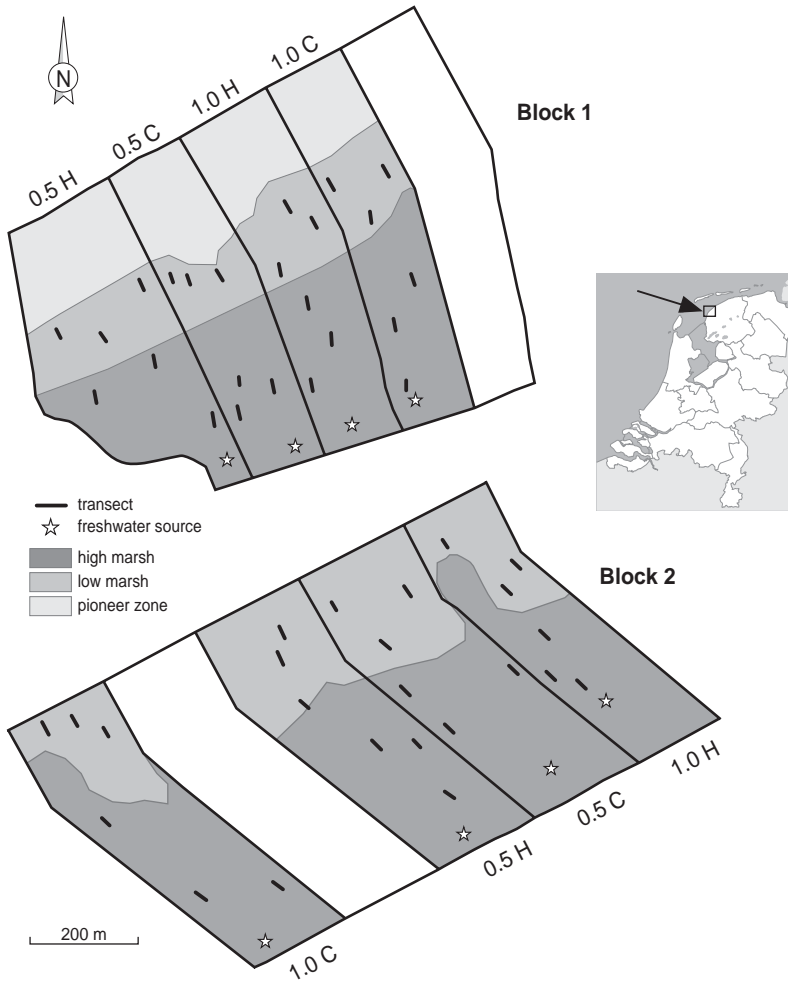 N
0.5 H
0.5 C
1.0 H
1.0 C
Block 1
transect
freshwater source
high marsh
low marsh
pioneer zone
Block 2
200 m
1.0 C
0.5 H
0.5 C
1.0 H